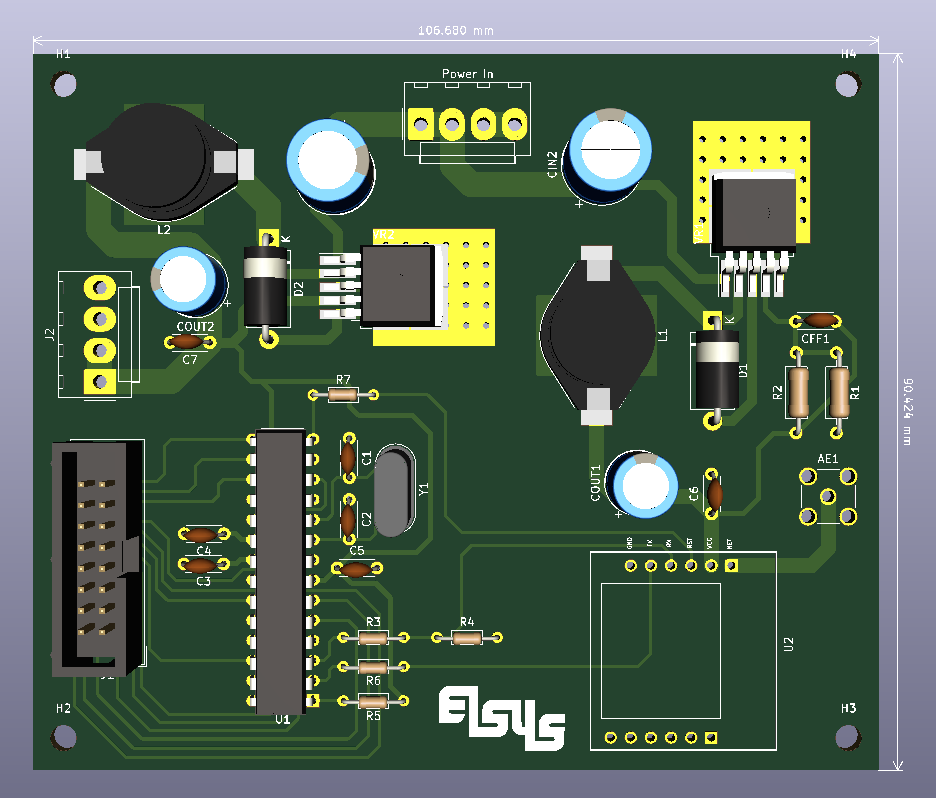 106.680 mm
H1
H4
Power In
CIN2
L2
K
D2
VR2
COUT2
C7
J2
L1
K
D1
CFF1
R2
R1
R7
C1
Y1
C2
C4
C3
C5
COUT1
C6
AE1
90.424 mm
GND
TX
RX
RST
VCC
NET
R3
R4
R6
R5
U2
U1
H2
H3
ELSYS